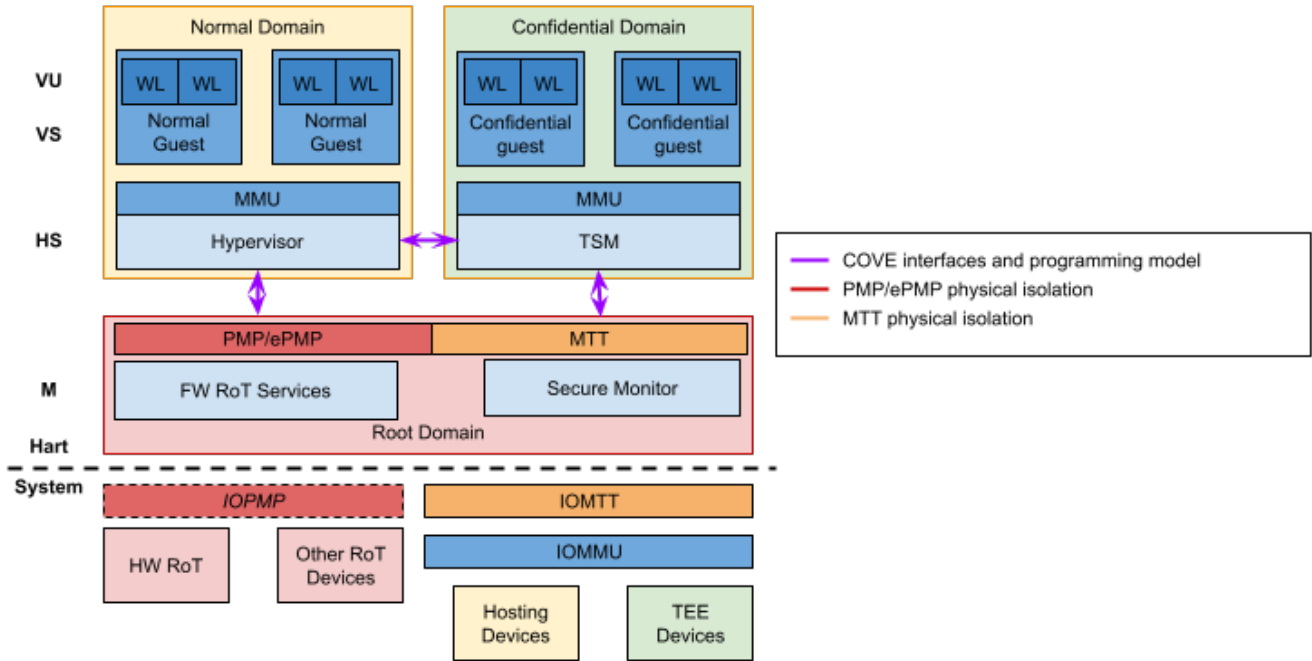 Normal Domain
Confidential Domain
VU
WL WL
WL WL
WL WL
WL WL
VS
Normal
Guest
Normal
Guest
Confidential
guest
Confidential
guest
MMU
MMU
HS
Hypervisor
TSM
COVE interfaces and programming model
PMP/ePMP physical isolation
MTT physical isolation
PMP/ePMP
MTT
M
FW RoT Services
Secure Monitor
Root Domain
Hart
System
IOPMP
IOMTT
HW RoT
Other RoT
Devices
IOMMU
Hosting
Devices
TEE
Devices